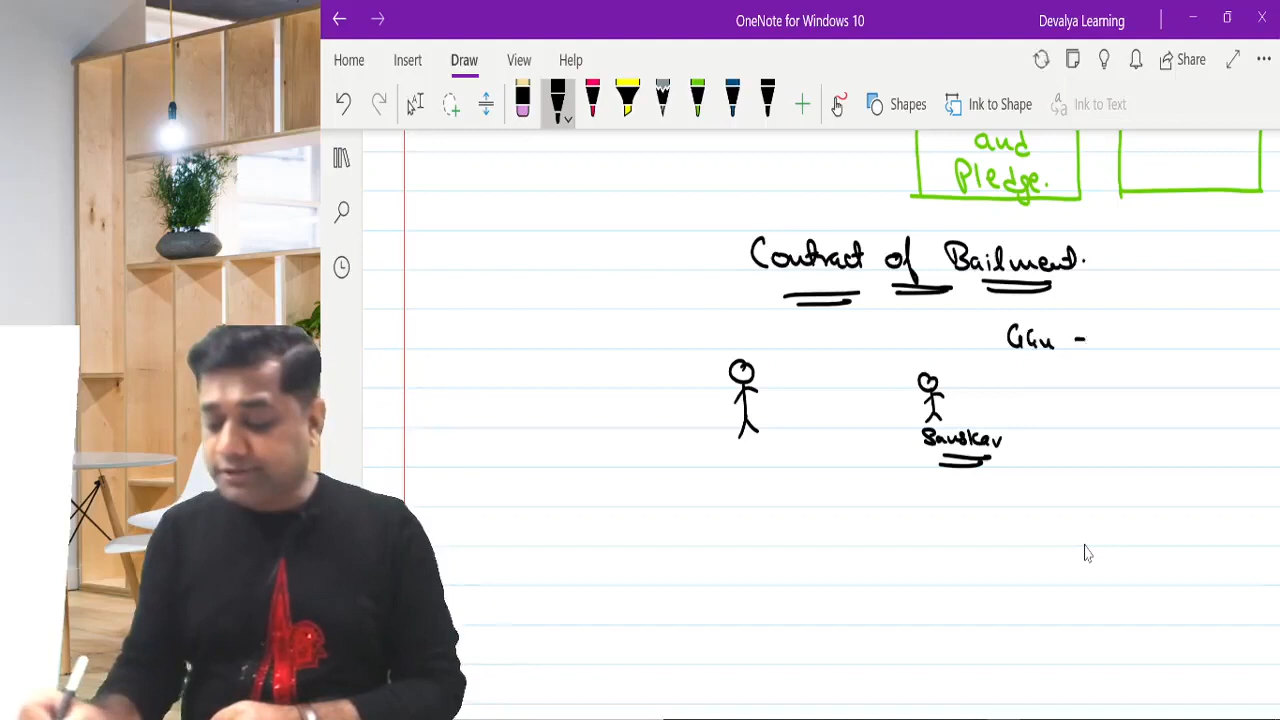 OneNote for Windows 10
Devalya Learning
Home Insert Draw View Help Share
Shapes Ink to Shape Ink to Text
and
Pledge.
Contract of Bailment.
Sanskar